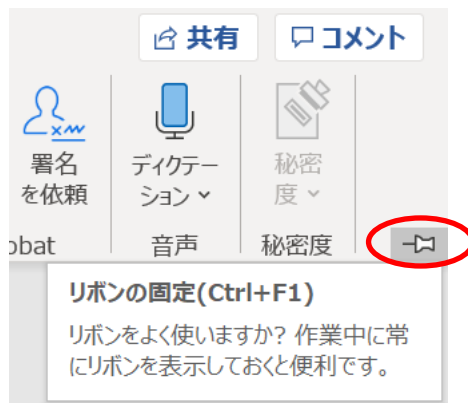 共有 コメント
署名 ディクテー 秘密
を依頼 ション 度
obat 音声 秘密度
リボンの固定(Ctrl+F1)
リボンをよく使いますか? 作業中に常
にリボンを表示しておくと便利です。